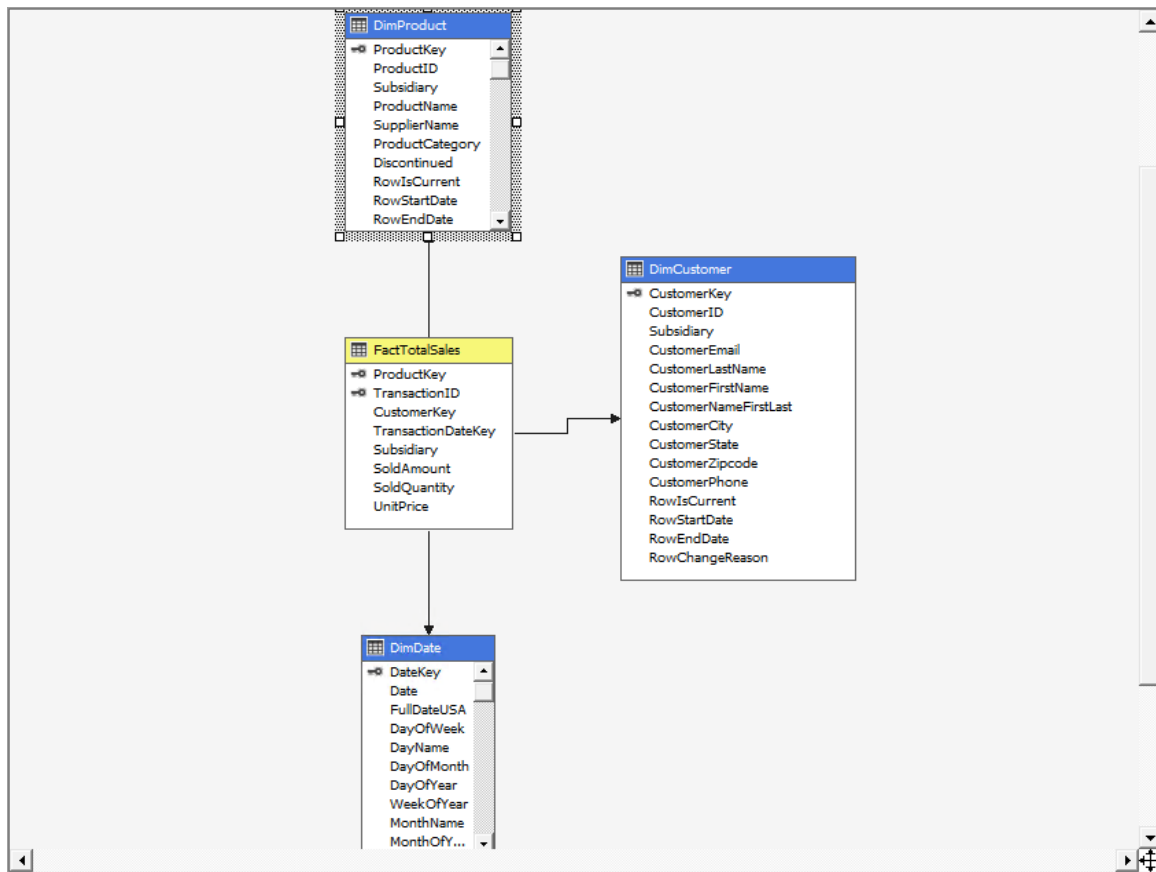 DimProduct
ProductKey
ProductID
Subsidiary
ProductName
SupplierName
ProductCategory
Discontinued
RowIsCurrent
RowStartDate
RowEndDate
DimCustomer
CustomerKey
CustomerID
Subsidiary
CustomerEmail
CustomerLastName
CustomerFirstName
CustomerNameFirstLast
CustomerCity
CustomerState
CustomerZipcode
CustomerPhone
RowIsCurrent
RowStartDate
RowEndDate
RowChangeReason
FactTotalSales
ProductKey
TransactionID
CustomerKey
TransactionDateKey
Subsidiary
SoldAmount
SoldQuantity
UnitPrice
DimDate
DateKey
Date
FullDateUSA
DayOfWeek
DayName
DayOfMonth
DayOfYear
WeekOfYear
MonthName
MonthOfY...